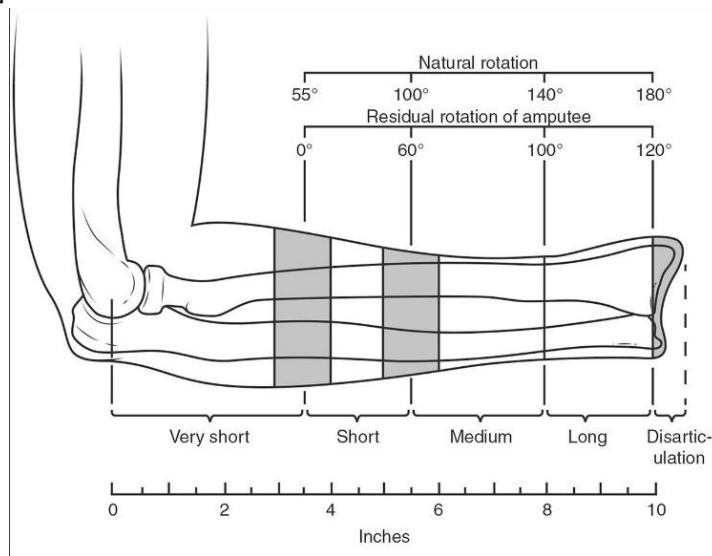 Natural rotation
55° 100° 140° 180°
Residual rotation of amputee
0° 60° 100° 120°
Very short Short Medium Long Disartic-
ulation
0 2 4 6 8 10
Inches